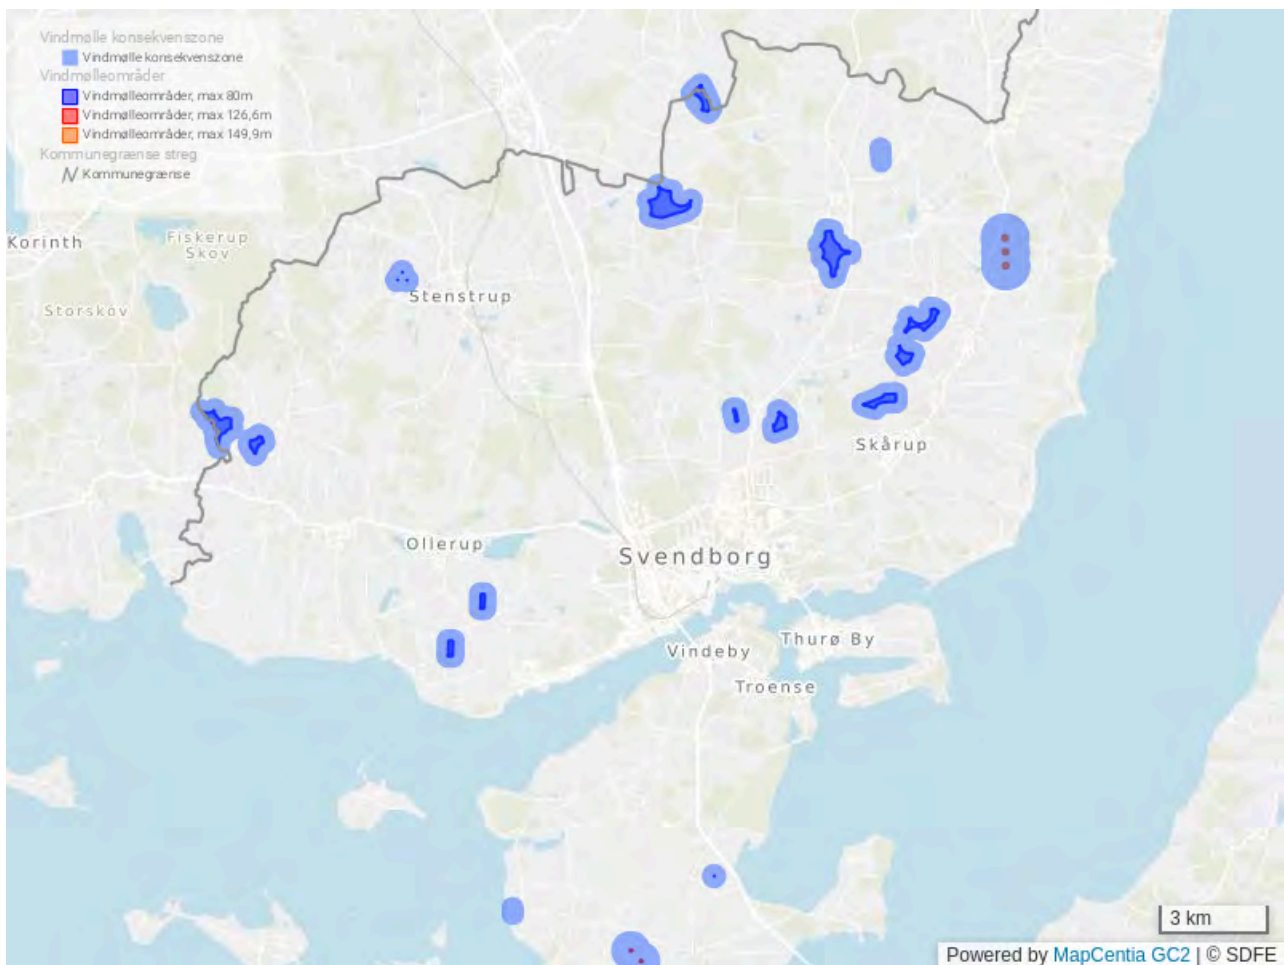 Vindmølle konsekvenszone
Vindmølle konsekvenszone
Vindmølleområder
Vindmølleområder, max 80m
Vindmølleområder, max 126,6m
Vindmølleområder, max 149,9m
Kommunegrænse streg
Kommunegrænse
Korinth
Fiskerup
Skov
Storskov
Stenstrup
Skårup
Ollerup
Svendborg
Thurø By
Vindeby
Troense
3 km
Powered by MapCentia GC2 | © SDFE